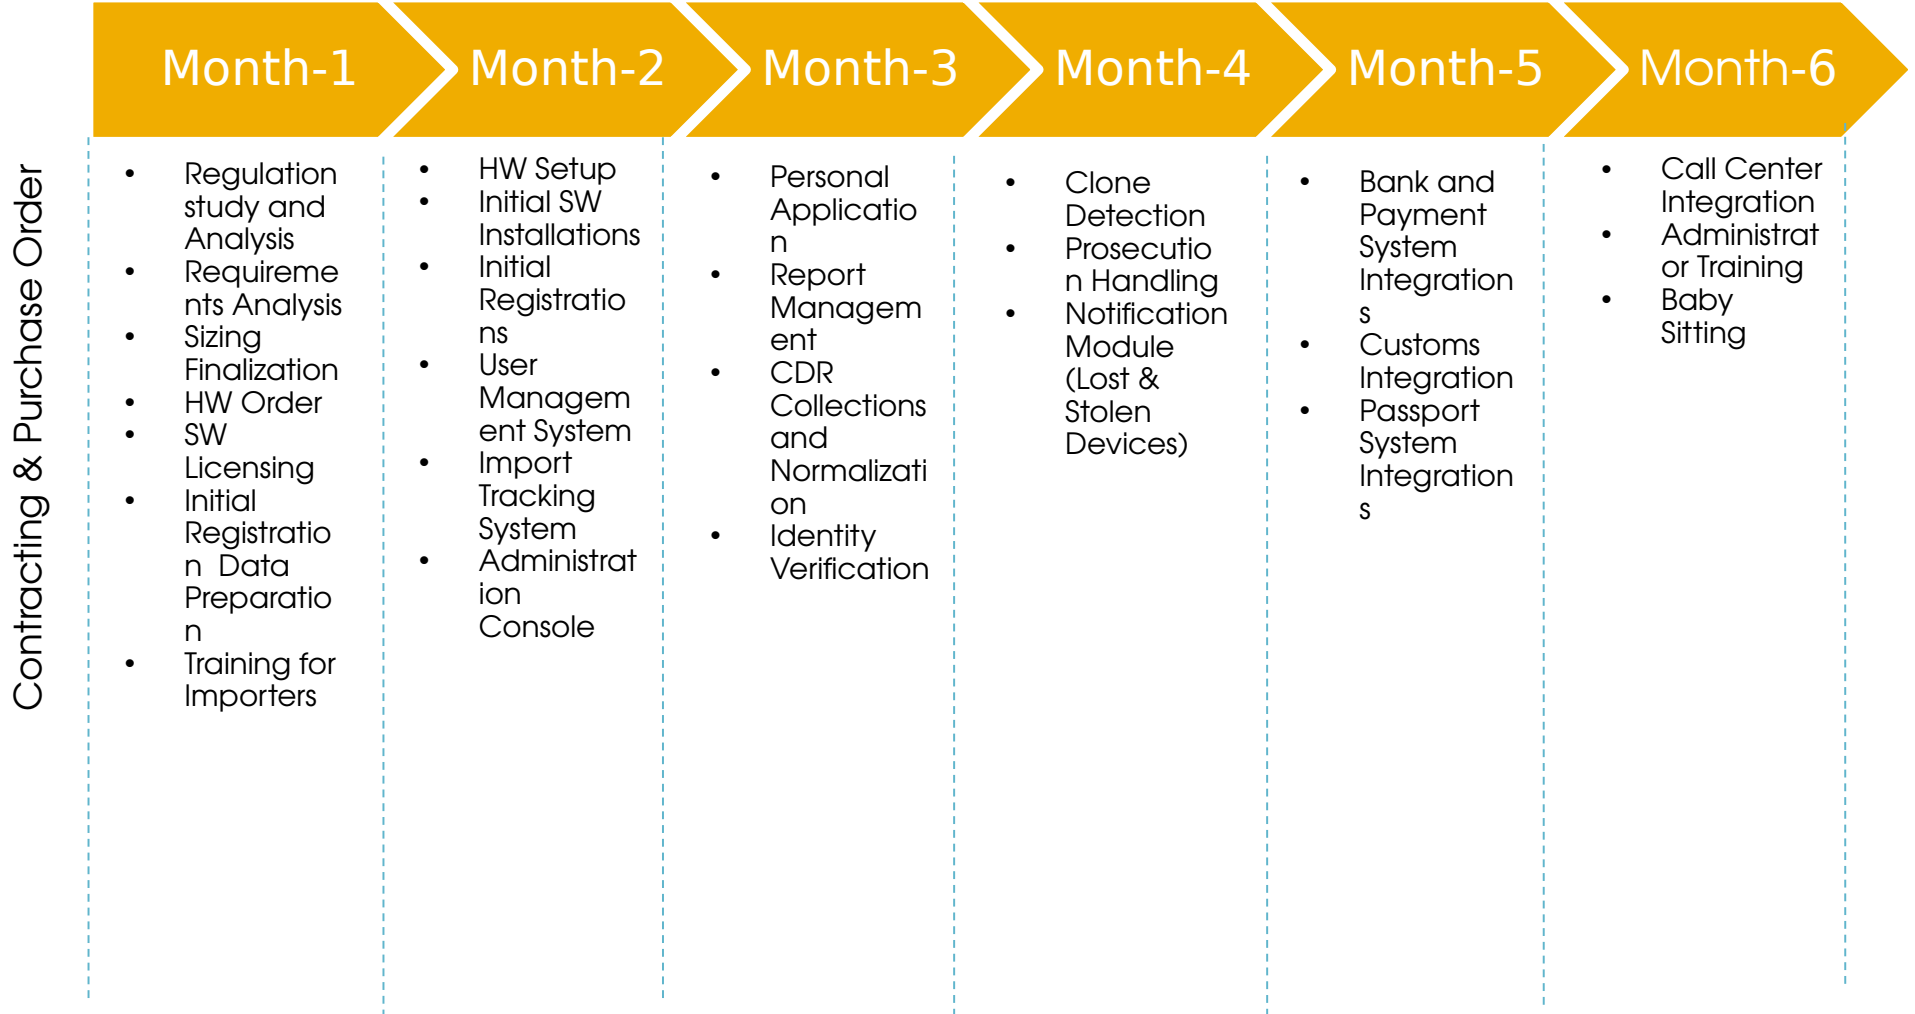 Contracting & Purchase Order
Month-1
Month-2
Month-3
Month-4
Month-5
Month-6
• Regulation
study and
Analysis
• Requireme
nts Analysis
• Sizing
Finalization
• HW Order
• SW
Licensing
• Initial
Registratio
n  Data
Preparatio
n
• Training for
Importers
• HW Setup
• Initial SW
Installations
• Initial
Registratio
ns
• User
Managem
ent System
• Import
Tracking
System
• Administrat
ion
Console
• Personal
Applicatio
n
• Report
Managem
ent
• CDR
Collections
and
Normalizati
on
• Identity
Verification
• Clone
Detection
• Prosecutio
n Handling
• Notification
Module
(Lost &
Stolen
Devices)
• Bank and
Payment
System
Integration
s
• Customs
Integration
• Passport
System
Integration
s
• Call Center
Integration
• Administrat
or Training
• Baby
Sitting